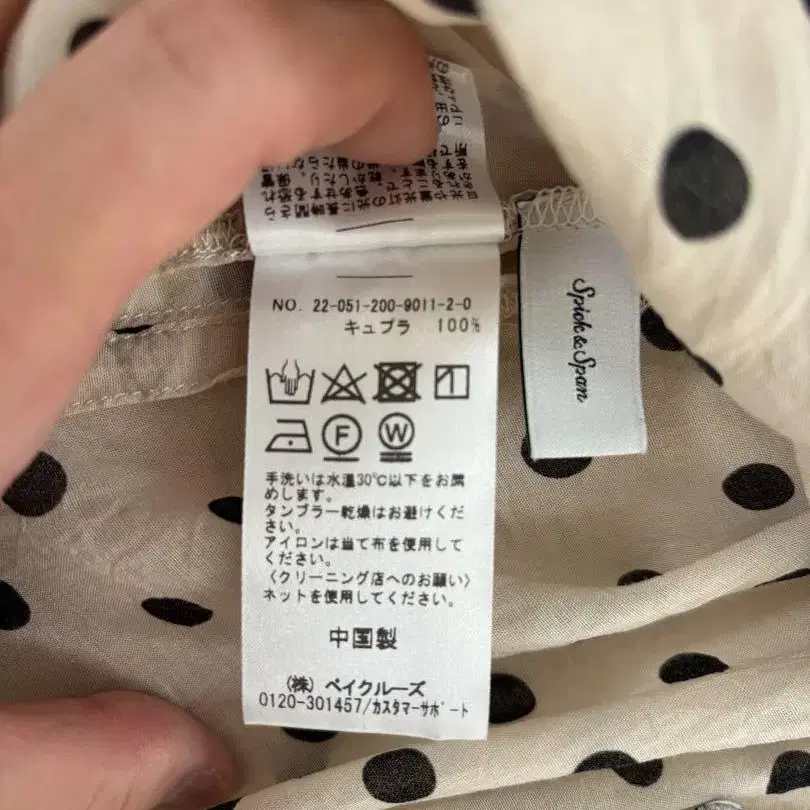 NO. 22-051-200-9011-2-0
キュプラ 100%
F
W
手洗いは水温30℃以下をお薦
めします。
タンブラー乾燥はお避けくだ
さい。
アイロンは当て布を使用して
ください。
〈クリーニング店へのお願い〉
ネットを使用してください。
中国製
(株) ベイクルーズ
0120-301457/カスタマーサポート
Spick & Span